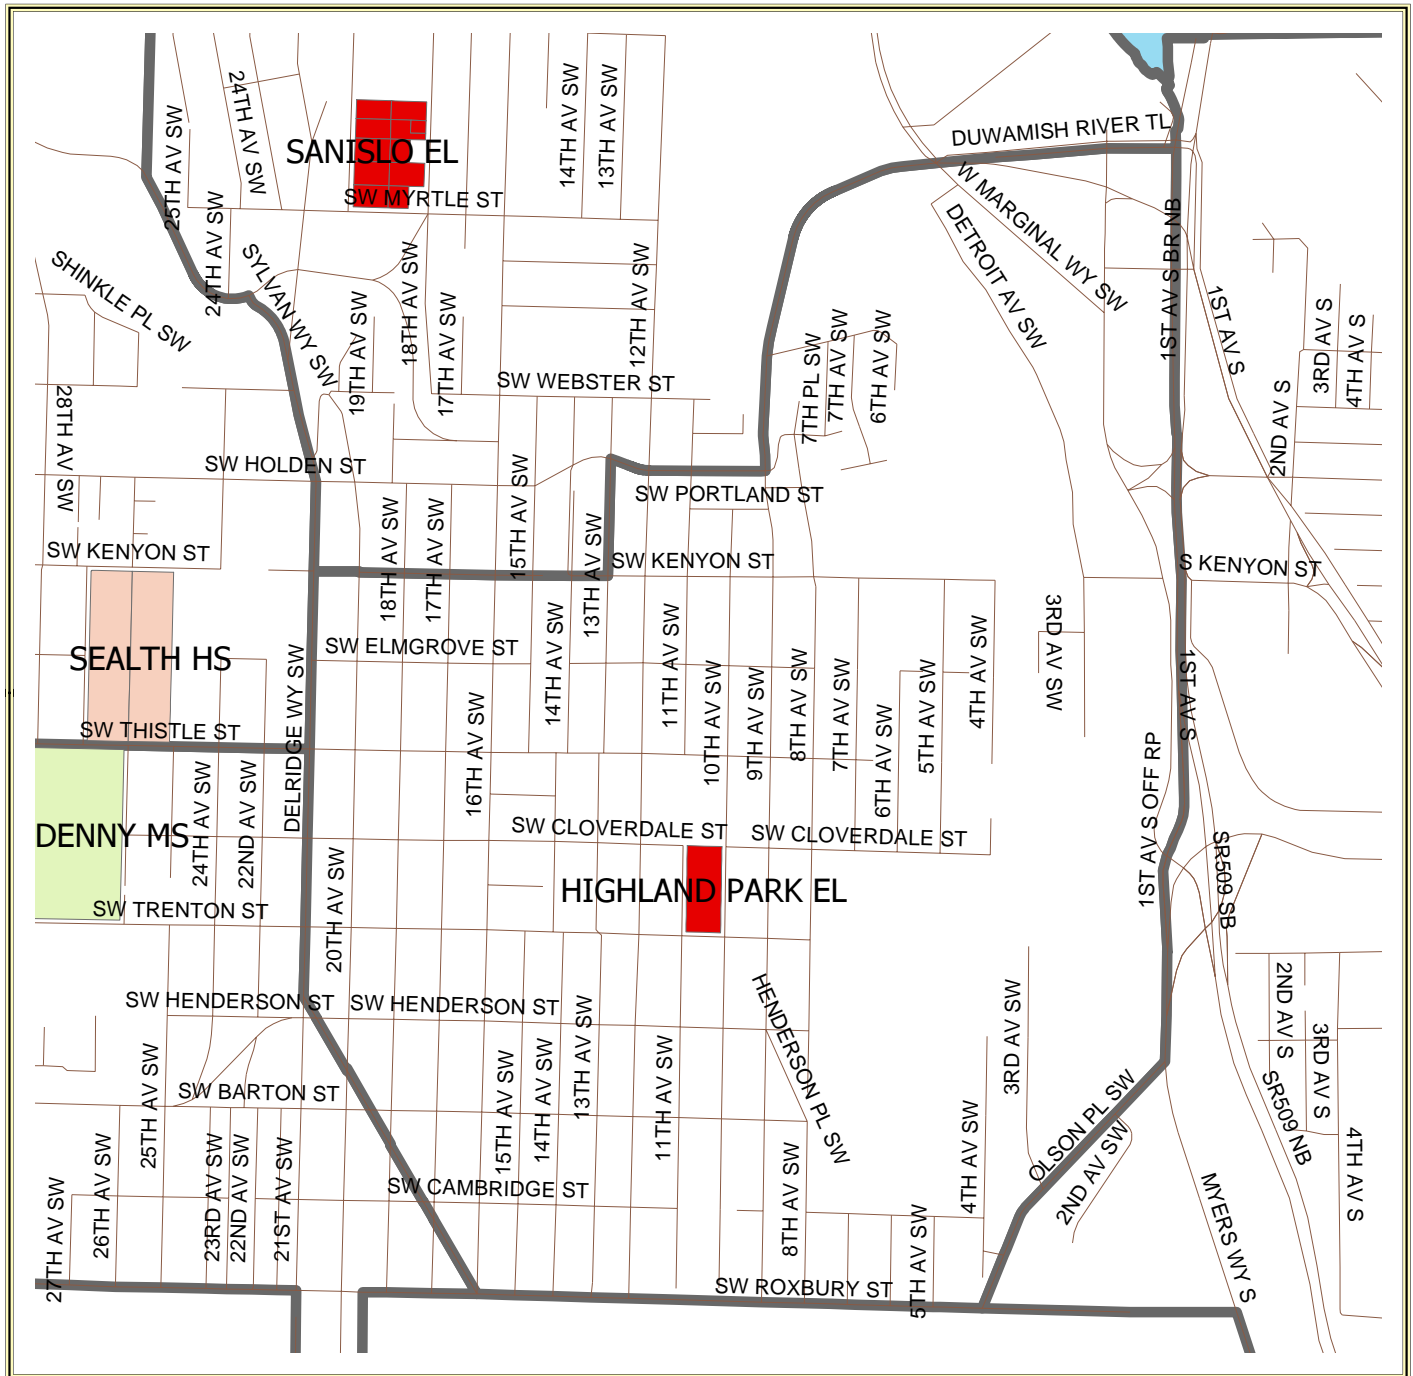 24TH AV SW
25TH AV SW
24TH AV SW
SANISLO EL
SW MYRTLE ST
14TH AV SW
13TH AV SW
DUWAMISH RIVER TL
W MARGINAL WY SW
DETROIT AV SW
1ST AV S BR NB
1ST AV S
SHINKLE PL SW
SYLVAN WY SW
19TH AV SW
18TH AV SW
17TH AV SW
12TH AV SW
SW WEBSTER ST
7TH PL SW
7TH AV SW
6TH AV SW
3RD AV S
4TH AV S
2ND AV S
28TH AV SW
SW HOLDEN ST
SW PORTLAND ST
SW KENYON ST
18TH AV SW
17TH AV SW
15TH AV SW
13TH AV SW
SW KENYON ST
S KENYON ST
SEALTH HS
SW ELMGROVE ST
14TH AV SW
11TH AV SW
10TH AV SW
9TH AV SW
8TH AV SW
7TH AV SW
6TH AV SW
5TH AV SW
4TH AV SW
3RD AV SW
1ST AV S
SW THISTLE ST
DELRIDGE WY SW
16TH AV SW
1ST AV S OFF RP
DENNY MS
24TH AV SW
22ND AV SW
SW CLOVERDALE ST
SW CLOVERDALE ST
SR509 SB
20TH AV SW
HIGHLAND PARK EL
SW TRENTON ST
SW HENDERSON ST
SW HENDERSON ST
13TH AV SW
HENDERSON PL SW
3RD AV SW
2ND AV S
3RD AV S
25TH AV SW
SW BARTON ST
15TH AV SW
14TH AV SW
11TH AV SW
4TH AV SW
OLSON PL SW
2ND AV SW
SR509 NB
4TH AV S
27TH AV SW
26TH AV SW
23RD AV SW
22ND AV SW
21ST AV SW
SW CAMBRIDGE ST
8TH AV SW
5TH AV SW
MYERS WY S
SW ROXBURY ST